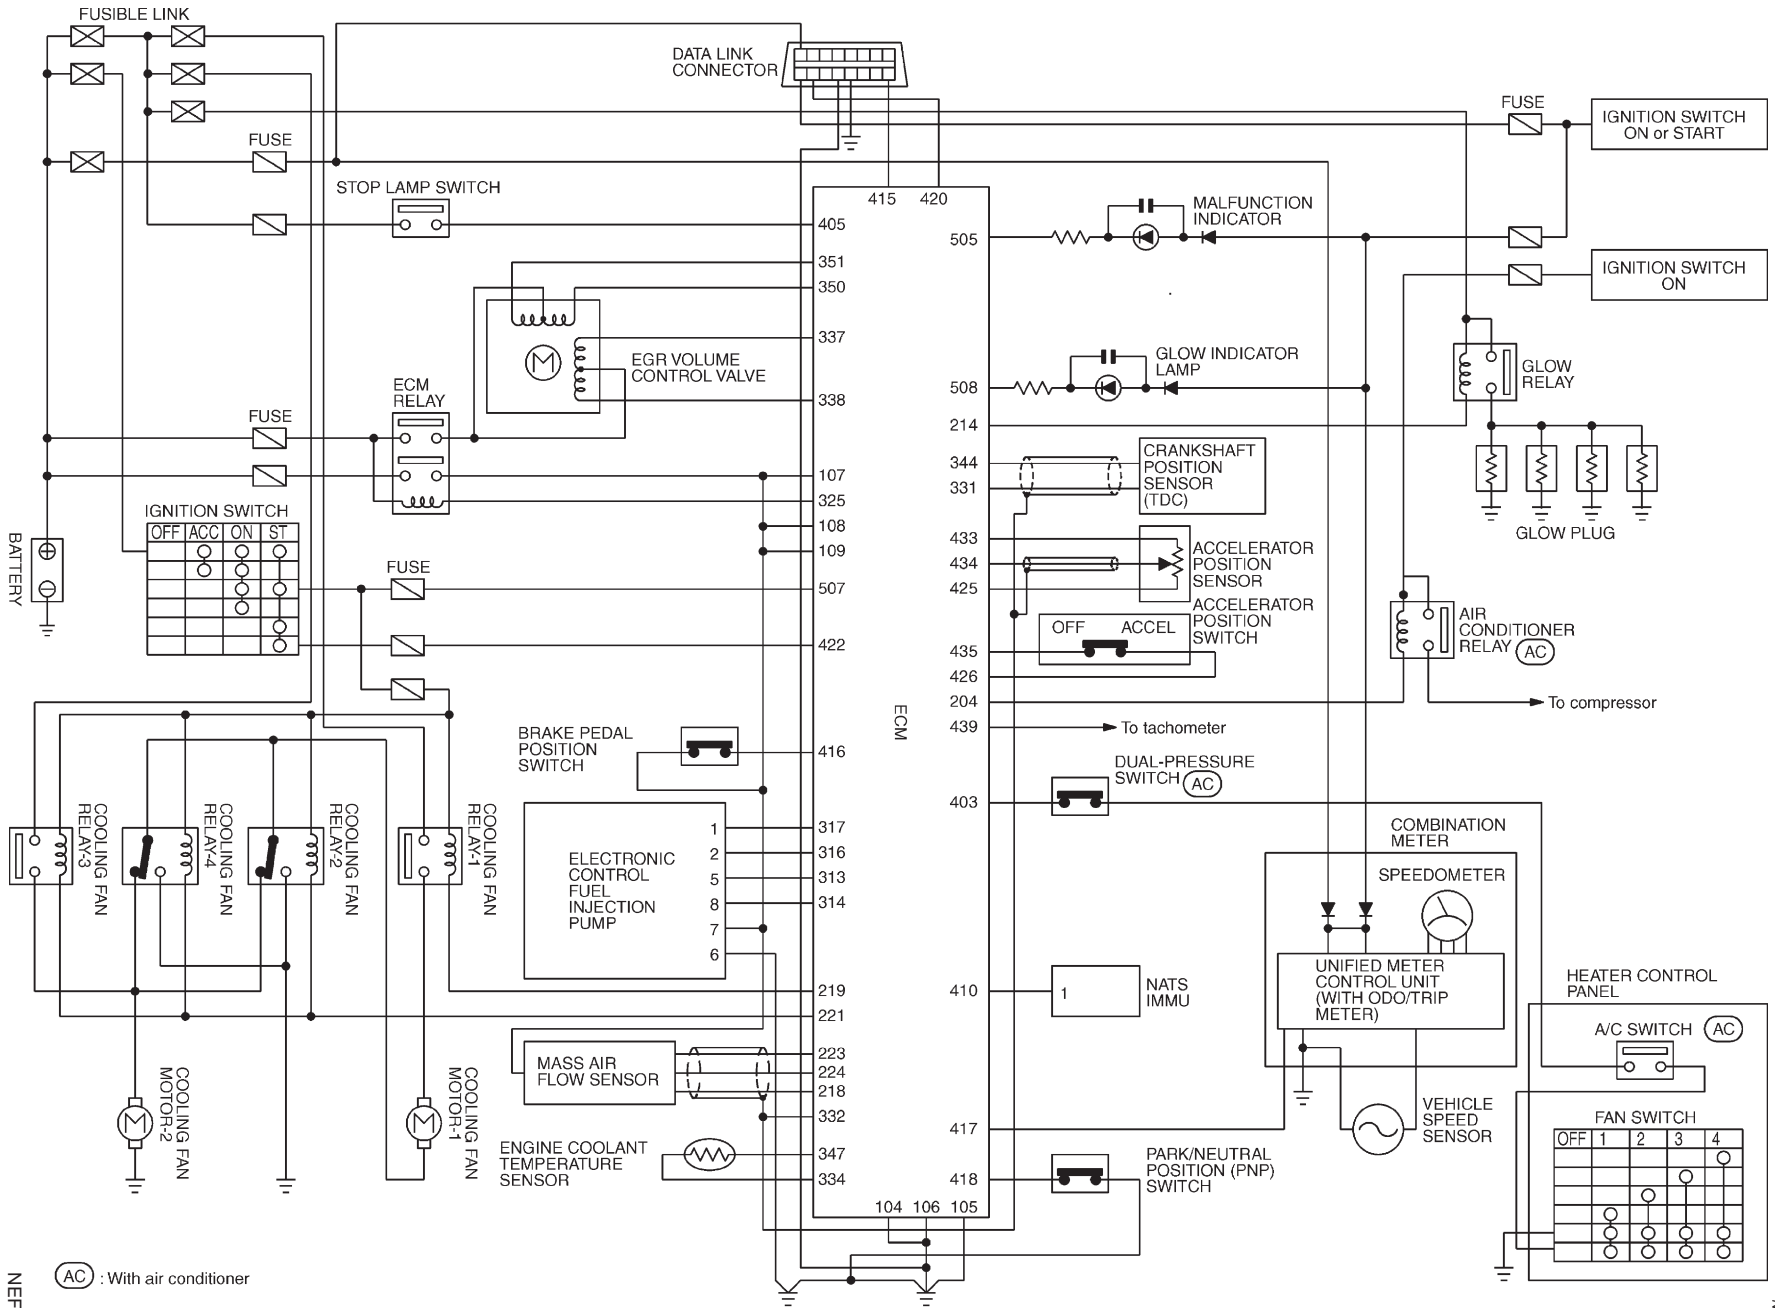 FUSIBLE LINK
DATA LINK
CONNECTOR
FUSE
IGNITION SWITCH
ON or START
FUSE
STOP LAMP SWITCH
415
420
405
351
350
337
338
505
MALFUNCTION
INDICATOR
IGNITION SWITCH
ON
EGR VOLUME
CONTROL VALVE
M
508
GLOW INDICATOR
LAMP
GLOW
RELAY
214
ECM
RELAY
FUSE
107
325
108
109
344
331
CRANKSHAFT
POSITION
SENSOR
(TDC)
GLOW PLUG
IGNITION SWITCH
OFF
ACC
ON
ST
BATTERY
FUSE
507
422
433
434
425
ACCELERATOR
POSITION
SENSOR
ACCELERATOR
POSITION
SWITCH
OFF
ACCEL
435
426
204
439
AIR
CONDITIONER
RELAY
AC
To compressor
To tachometer
ECM
BRAKE PEDAL
POSITION
SWITCH
416
DUAL-PRESSURE
SWITCH
AC
403
COOLING FAN
RELAY-3
COOLING FAN
RELAY-4
COOLING FAN
RELAY-2
COOLING FAN
RELAY-1
ELECTRONIC
CONTROL
FUEL
INJECTION
PUMP
1
2
5
8
7
6
317
316
313
314
COMBINATION
METER
SPEEDOMETER
UNIFIED METER
CONTROL UNIT
(WITH ODO/TRIP
METER)
219
221
410
1
NATS
IMMU
HEATER CONTROL
PANEL
A/C SWITCH
AC
MASS AIR
FLOW SENSOR
223
224
218
332
COOLING FAN
MOTOR-2
M
COOLING FAN
MOTOR-1
M
ENGINE COOLANT
TEMPERATURE
SENSOR
347
334
417
418
VEHICLE
SPEED
SENSOR
PARK/NEUTRAL
POSITION (PNP)
SWITCH
FAN SWITCH
OFF
1
2
3
4
104
106
105
AC
: With air conditioner
NEF